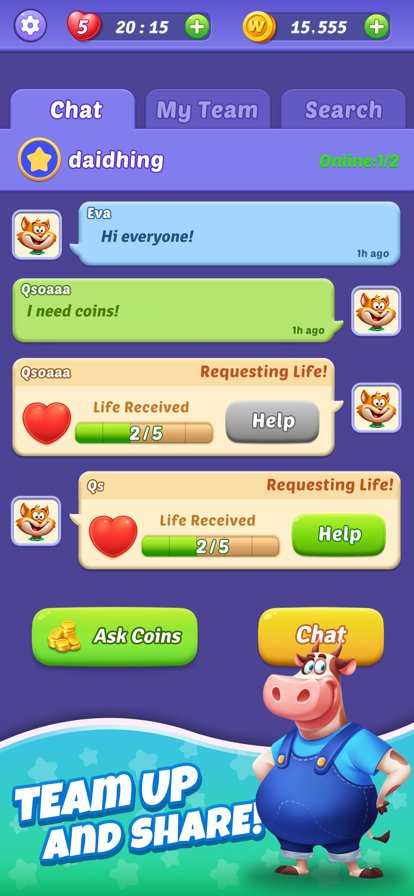 5
20:15
W
15.555
Chat
My Team
Search
daidhing
Online:1/2
Eva
Hi everyone!
1h ago
Qsoaaa
I need coins!
1h ago
Qsoaaa
Requesting Life!
Life Received
2/5
Help
Qs
Requesting Life!
Life Received
2/5
Help
Ask Coins
Chat
TEAM UP
AND SHARE!